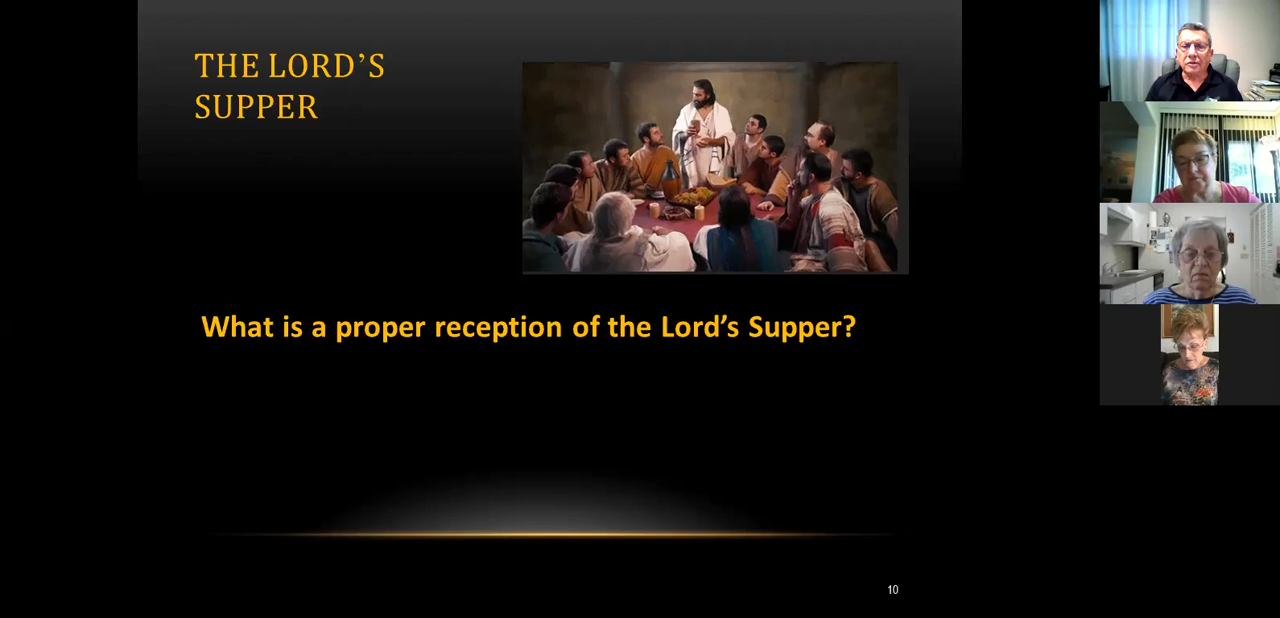 THE LORD’S
SUPPER
What is a proper reception of the Lord’s Supper?
10